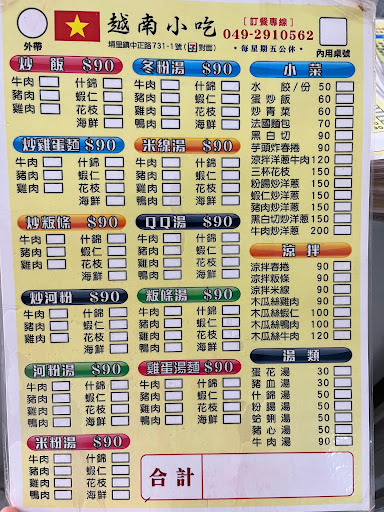 越南小吃
[訂餐專線]
049-2910562
埔里鎮中正路731-1號(7-ELEVEN對面)
•每星期五公休•
外帶
內用桌號
炒飯 $90
牛肉 什錦
豬肉 蝦仁
雞肉 花枝
海鮮
炒雞蛋麵 $90
牛肉 什錦
豬肉 蝦仁
雞肉 花枝
海鮮
炒粄條 $90
牛肉 什錦
豬肉 蝦仁
雞肉 花枝
海鮮
炒河粉 $90
牛肉 什錦
豬肉 蝦仁
雞肉 花枝
海鮮
河粉湯 $90
牛肉 什錦
豬肉 蝦仁
雞肉 花枝
鴨肉 海鮮
米粉湯 $90
牛肉 什錦
豬肉 蝦仁
雞肉 花枝
鴨肉 海鮮
冬粉湯 $90
牛肉 什錦
豬肉 蝦仁
雞肉 花枝
鴨肉 海鮮
米線湯 $90
牛肉 什錦
豬肉 蝦仁
雞肉 花枝
鴨肉 海鮮
QQ湯 $90
牛肉 什錦
豬肉 蝦仁
雞肉 花枝
鴨肉 海鮮
粄條湯 $90
牛肉 什錦
豬肉 蝦仁
雞肉 花枝
鴨肉 海鮮
雞蛋湯麵 $90
牛肉 什錦
豬肉 蝦仁
雞肉 花枝
鴨肉 海鮮
小菜
水餃/份 50
蛋炒飯 60
炒青菜 60
法國麵包 70
黑白切 90
芋頭炸春捲 90
涼拌洋蔥牛肉 120
三杯花枝 150
粉腸炒洋蔥 150
蝦仁炒洋蔥 150
豬肉炒洋蔥 150
黑白切炒洋蔥 150
牛肉炒洋蔥 200
涼拌
涼拌春捲 90
涼拌粄條 90
涼拌米線 90
木瓜絲雞肉 90
木瓜絲蝦仁 100
木瓜絲鴨肉 100
木瓜絲牛肉 120
湯類
蛋花湯 30
豬血湯 30
什錦湯 50
粉腸湯 50
蛤蜊湯 50
豬心湯 50
牛肉湯 90
合計